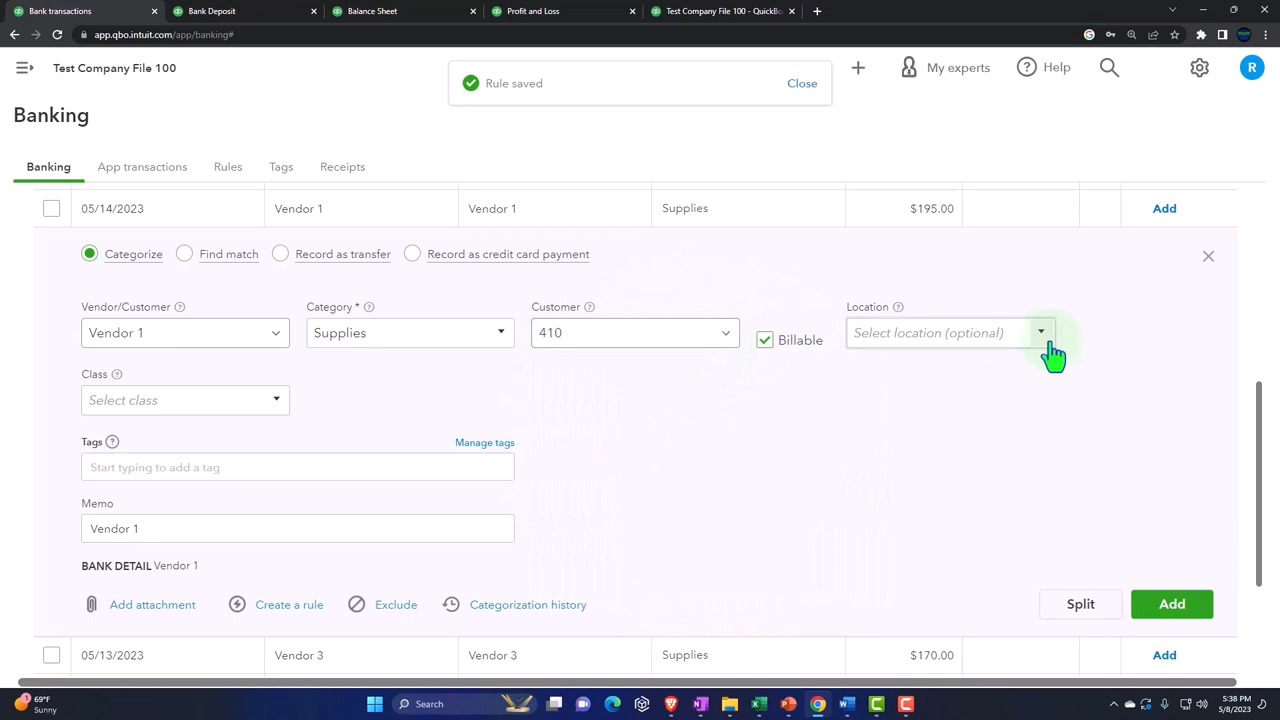 Bank transactions × Bank Deposit × Balance Sheet × Profit and Loss × Test Company File 100 - QuickBo × +
app.qbo.intuit.com/app/banking#
Test Company File 100
Rule saved Close
+ My experts Help R
Banking
Banking App transactions Rules Tags Receipts
05/14/2023 Vendor 1 Vendor 1 Supplies $195.00 Add
Categorize Find match Record as transfer Record as credit card payment
Vendor/Customer ? Category * ? Customer ? Location ?
Vendor 1 Supplies 410 Billable Select location (optional)
Class ?
Select class
Tags ? Manage tags
Start typing to add a tag
Memo
Vendor 1
BANK DETAIL Vendor 1
Add attachment Create a rule Exclude Categorization history Split Add
05/13/2023 Vendor 3 Vendor 3 Supplies $170.00 Add
69°F
Sunny
Search
5:38 PM
5/8/2023